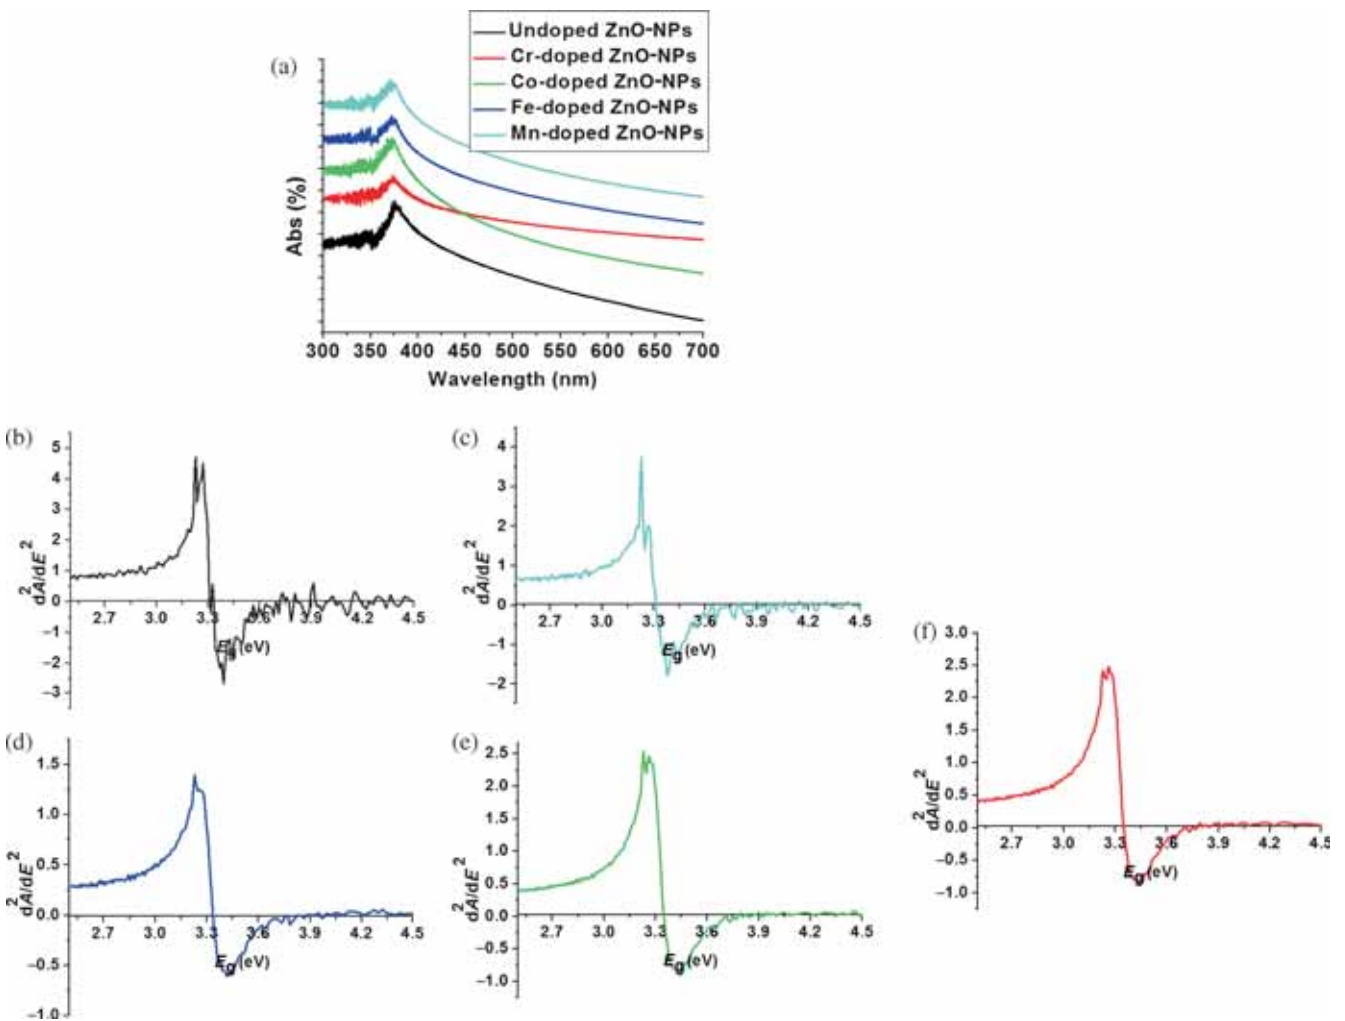 Undoped ZnO-NPs
Cr-doped ZnO-NPs
Co-doped ZnO-NPs
Fe-doped ZnO-NPs
Mn-doped ZnO-NPs
(a)
Abs (%)
300 350 400 450 500 550 600 650 700
Wavelength (nm)
(b)
d²A/dE²
5
4
3
2
1
0
−1
−2
−3
2.7 3.0 3.3 3.6 3.9 4.2 4.5
Eg (eV)
(c)
d²A/dE²
4
3
2
1
0
−1
−2
2.7 3.0 3.3 3.6 3.9 4.2 4.5
Eg (eV)
(d)
d²A/dE²
1.5
1.0
0.5
0.0
−0.5
−1.0
2.7 3.0 3.3 3.6 3.9 4.2 4.5
Eg (eV)
(e)
d²A/dE²
2.5
2.0
1.5
1.0
0.5
0.0
−0.5
−1.0
2.7 3.0 3.3 3.6 3.9 4.2 4.5
Eg (eV)
(f)
d²A/dE²
3.0
2.5
2.0
1.5
1.0
0.5
0.0
−0.5
−1.0
2.7 3.0 3.3 3.6 3.9 4.2 4.5
Eg (eV)